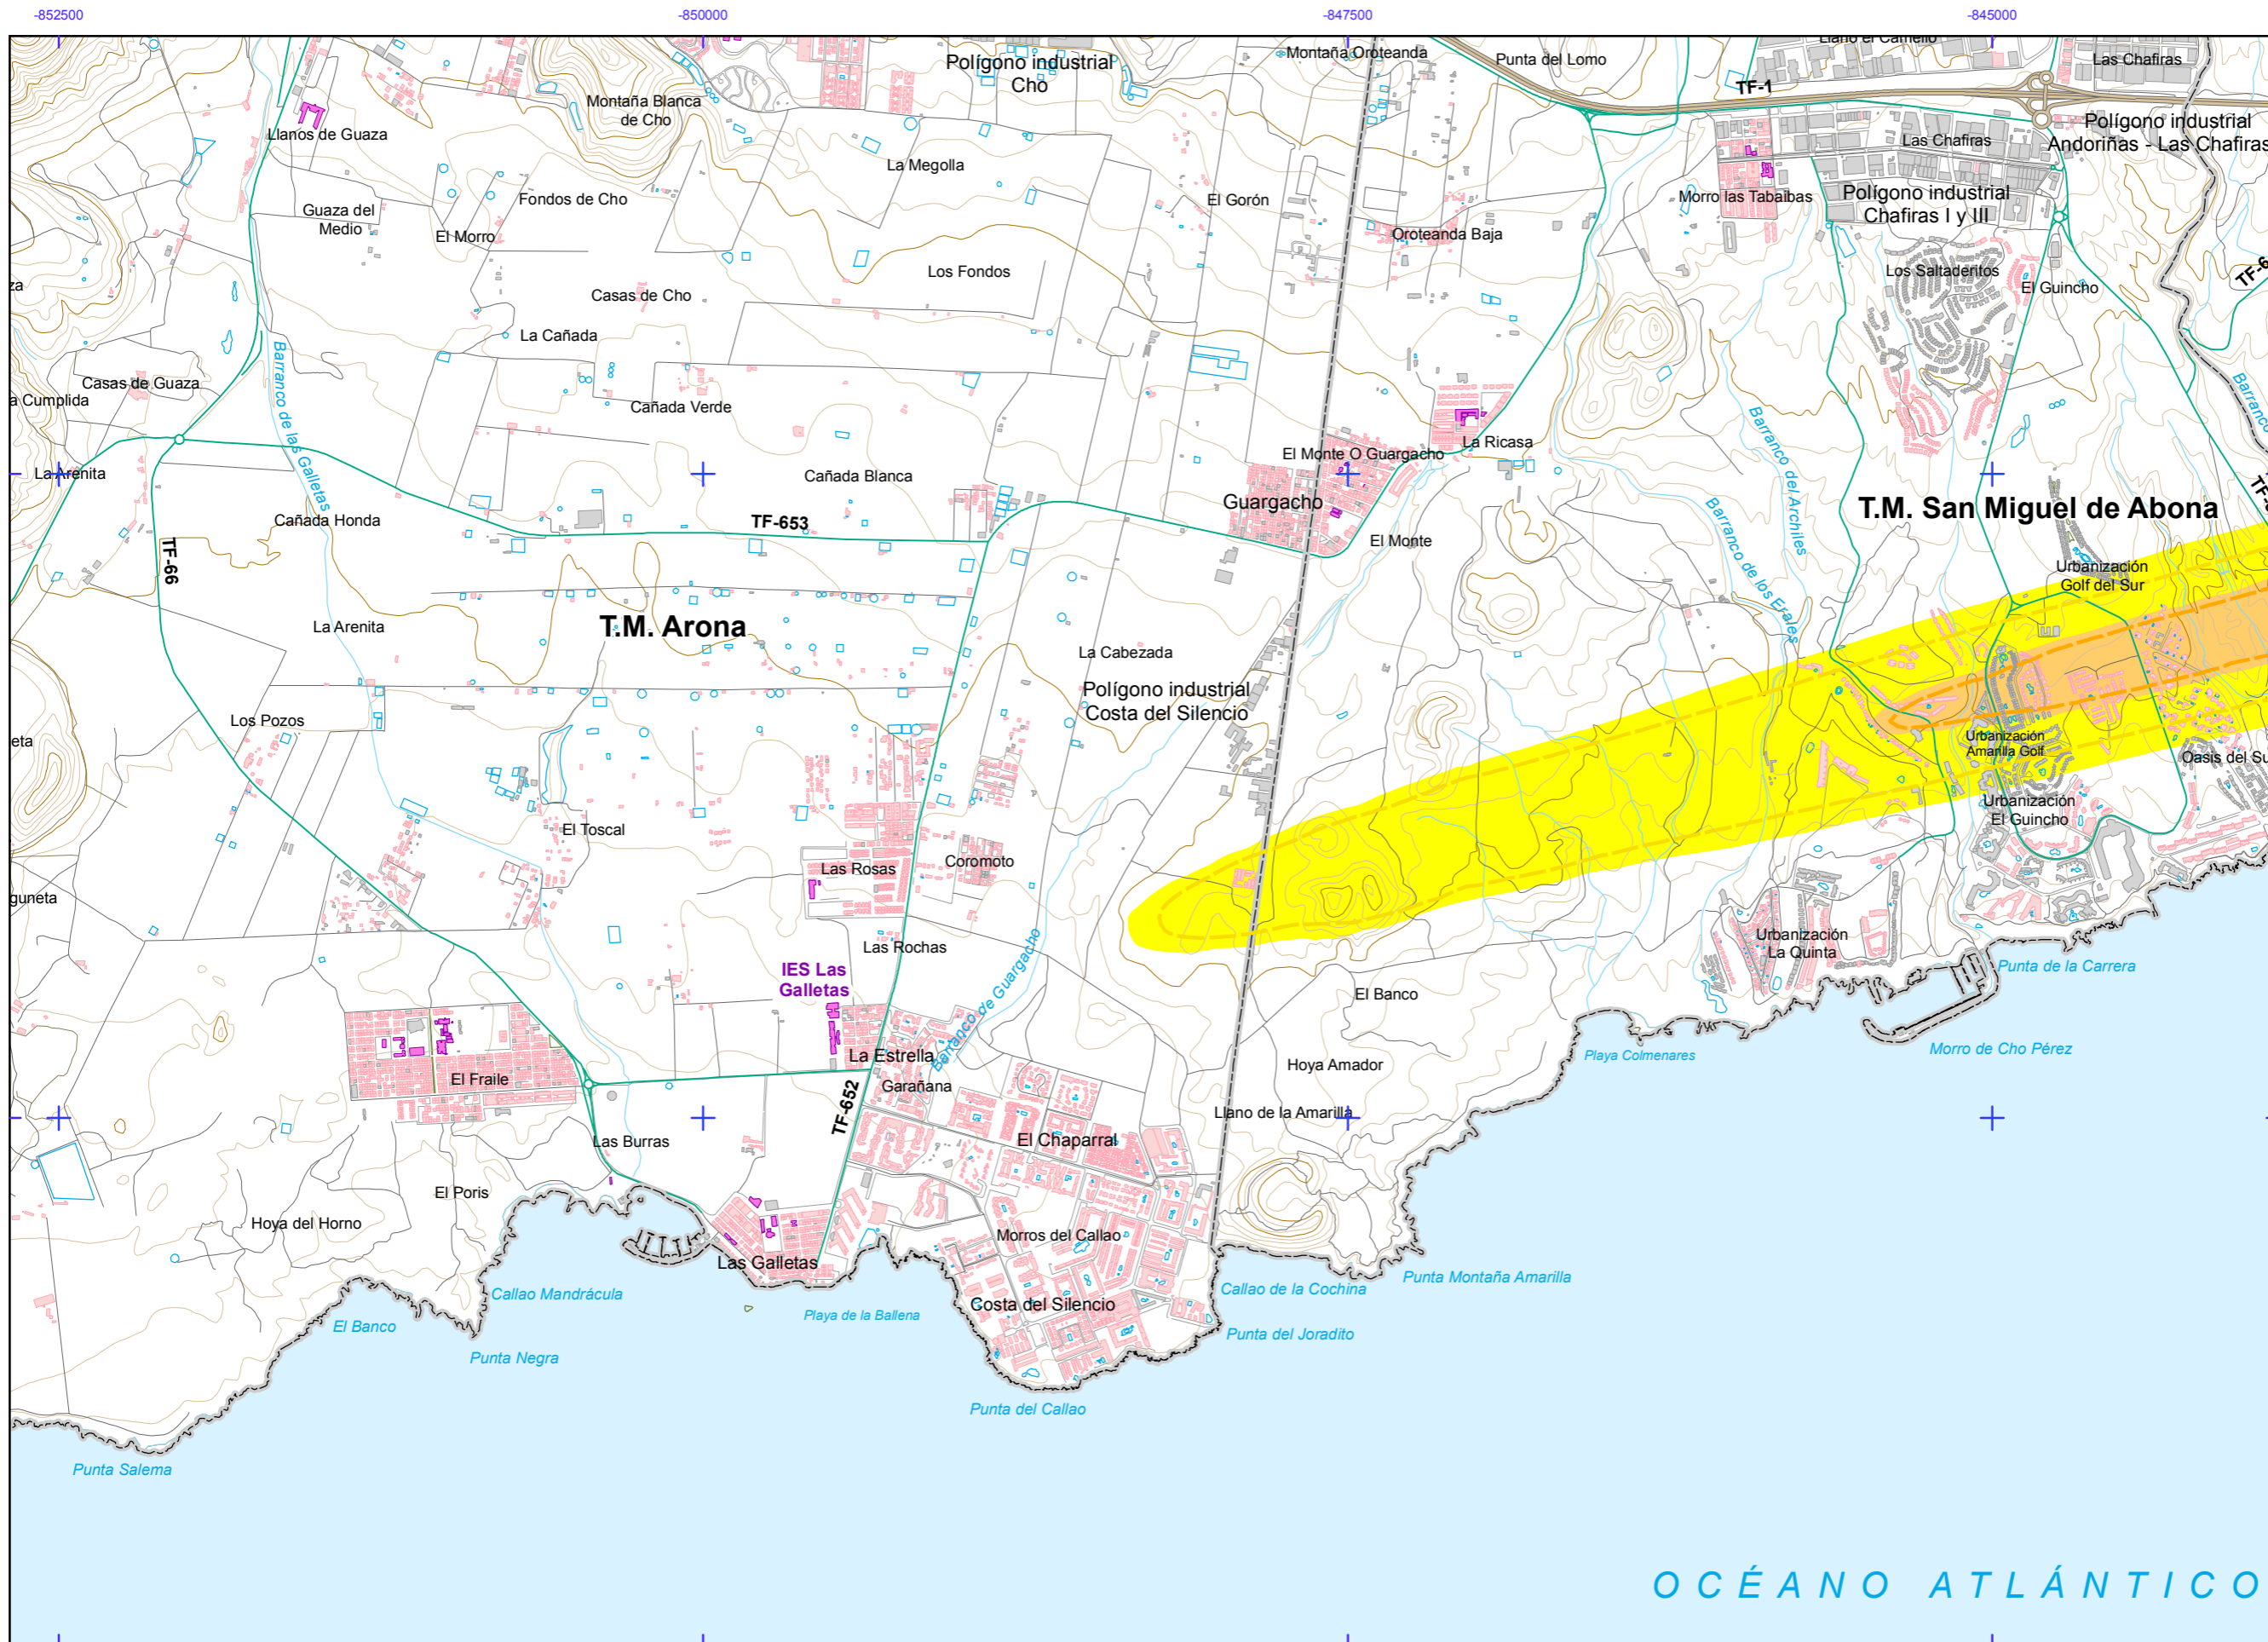 -852500
-850000
-847500
-845000
Llano el Camello
Montaña Oroteanda
Punta del Lomo
Las Chafiras
Polígono industrial
Cho
TF-1
Montaña Blanca
de Cho
Llanos de Guaza
Polígono industrial
Andoriñas - Las Chafiras
Las Chafiras
La Megolla
Fondos de Cho
El Gorón
Morro las Tabaibas
Polígono industrial
Chafiras I y III
Guaza del
Medio
El Morro
Oroteanda Baja
Los Fondos
Los Saltaderitos
TF-6
za
El Guincho
Casas de Cho
La Cañada
Barranco de las Galletas
Casas de Guaza
a Cumplida
Cañada Verde
Barranco
Barranco del Archiles
La Ricasa
El Monte O Guargacho
La Arenita
Cañada Blanca
Guargacho
T.M. San Miguel de Abona
Cañada Honda
TF-653
El Monte
TF-66
Barranco de los Erales
Urbanización
Golf del Sur
La Arenita
T.M. Arona
La Cabezada
Polígono industrial
Costa del Silencio
Los Pozos
eta
Urbanización
Amarilla Golf
Oasis del Su
Urbanización
El Guincho
El Toscal
Las Rosas
Coromoto
guneta
Las Rochas
Urbanización
La Quinta
IES Las
Galletas
Barranco de Guargacho
Punta de la Carrera
El Banco
La Estrella
Playa Colmenares
Morro de Cho Pérez
Hoya Amador
El Fraile
Garañana
TF-652
Llano de la Amarilla
Las Burras
El Chaparral
El Poris
Hoya del Horno
Morros del Callao
Las Galletas
Punta Montaña Amarilla
Callao de la Cochina
Callao Mandrácula
Costa del Silencio
Playa de la Ballena
El Banco
Punta del Joradito
Punta Negra
Punta del Callao
Punta Salema
OCÉANO ATLÁNTICO